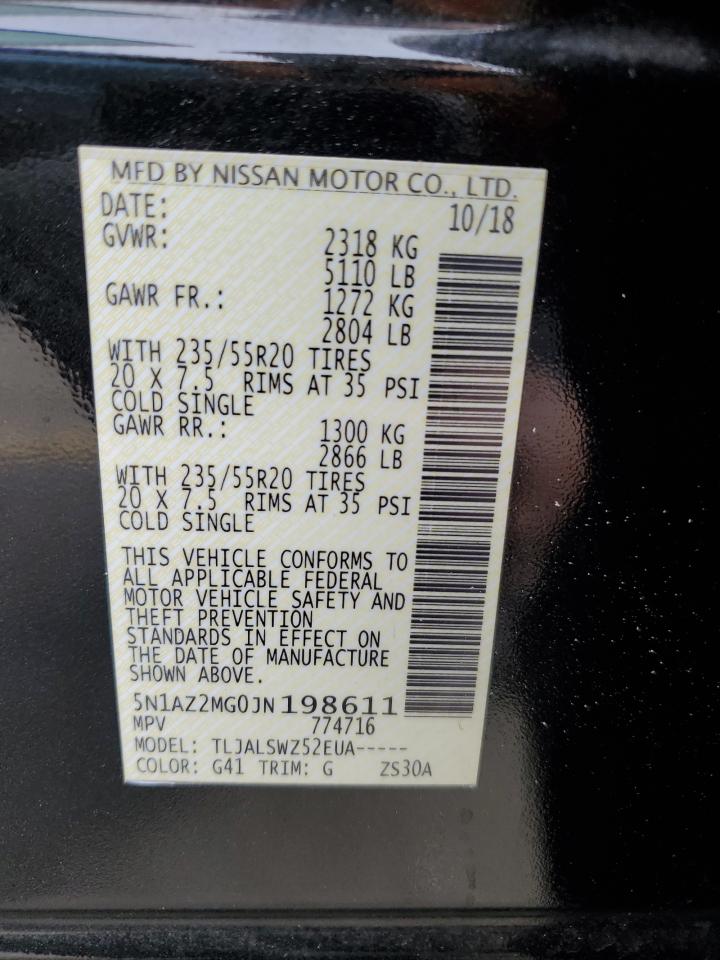 MFD BY NISSAN MOTOR CO., LTD.
DATE: 10/18
GVWR: 2318 KG
5110 LB
GAWR FR.: 1272 KG
2804 LB
WITH 235/55R20 TIRES
20 X 7.5 RIMS AT 35 PSI
COLD SINGLE
GAWR RR.: 1300 KG
2866 LB
WITH 235/55R20 TIRES
20 X 7.5 RIMS AT 35 PSI
COLD SINGLE
THIS VEHICLE CONFORMS TO
ALL APPLICABLE FEDERAL
MOTOR VEHICLE SAFETY AND
THEFT PREVENTION
STANDARDS IN EFFECT ON
THE DATE OF MANUFACTURE
SHOWN ABOVE.
5N1AZ2MG0JN198611
MPV 774716
MODEL: TLJALSWZ52EUA-----
COLOR: G41 TRIM: G ZS30A